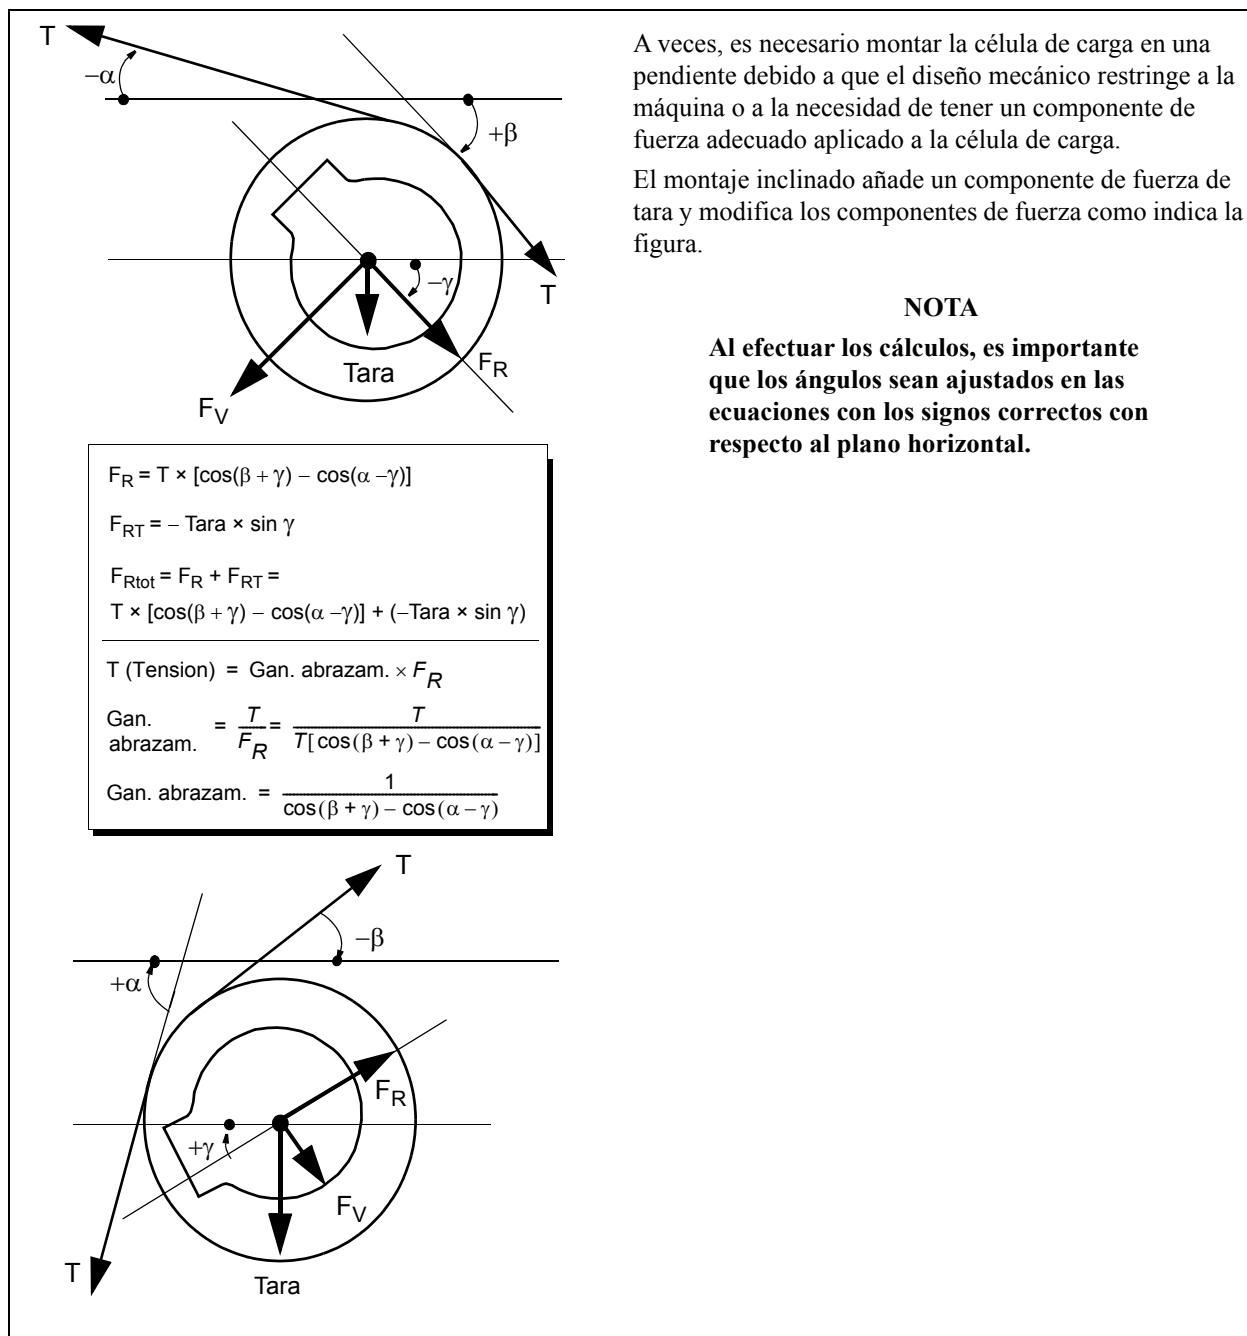 T
−α
+β
−γ
T
Tara
F_R
F_V
A veces, es necesario montar la célula de carga en una
pendiente debido a que el diseño mecánico restringe a la
máquina o a la necesidad de tener un componente de
fuerza adecuado aplicado a la célula de carga.
El montaje inclinado añade un componente de fuerza de
tara y modifica los componentes de fuerza como indica la
figura.
NOTA
Al efectuar los cálculos, es importante
que los ángulos sean ajustados en las
ecuaciones con los signos correctos con
respecto al plano horizontal.
F_R = T × [cos(β + γ) − cos(α −γ)]
F_RT = − Tara × sin γ
F_Rtot = F_R + F_RT =
T × [cos(β + γ) − cos(α −γ)] + (−Tara × sin γ)
T (Tension) = Gan. abrazam. × F_R
Gan. abrazam. = T / F_R = T / T[cos(β + γ) − cos(α − γ)]
Gan. abrazam. = 1 / cos(β + γ) − cos(α − γ)
T
−β
+α
F_R
+γ
F_V
T
Tara